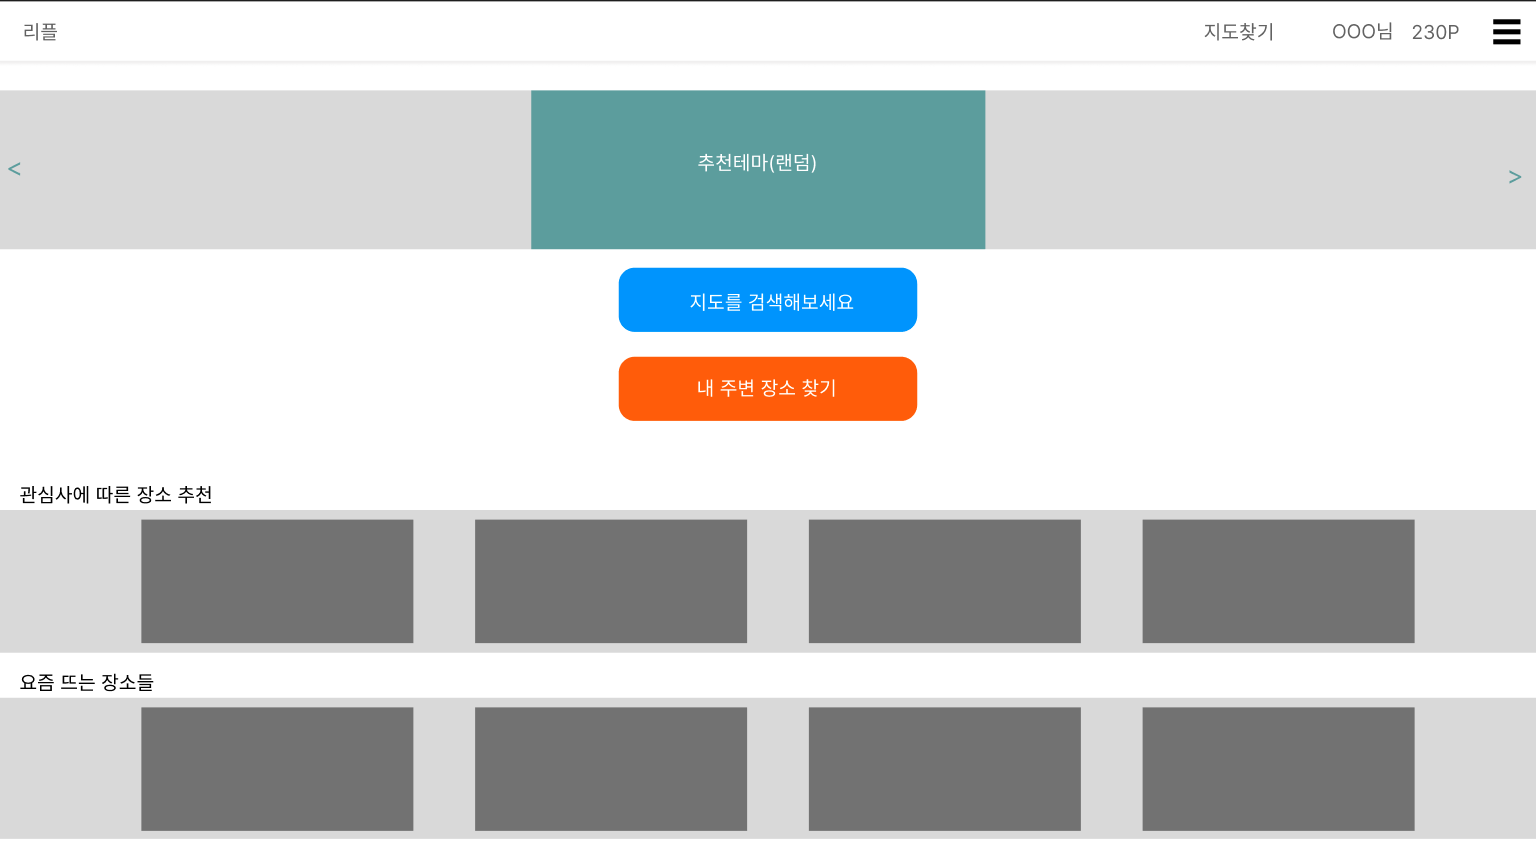 리플
지도찾기 OOO님 230P
<
추천테마(랜덤)
>
지도를 검색해보세요
내 주변 장소 찾기
관심사에 따른 장소 추천
요즘 뜨는 장소들